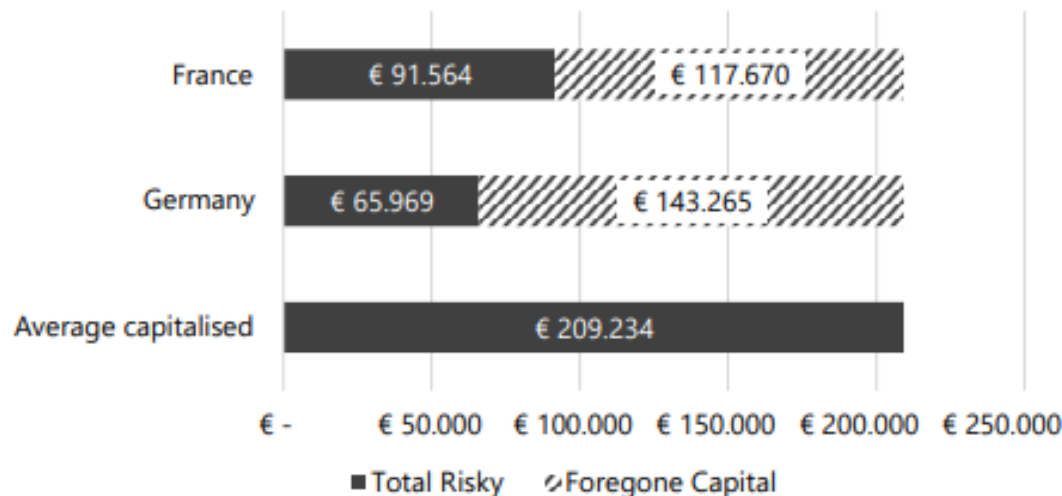 France € 91.564 € 117.670
Germany € 65.969 € 143.265
Average capitalised € 209.234
€ - € 50.000 € 100.000 € 150.000 € 200.000 € 250.000
Total Risky Foregone Capital